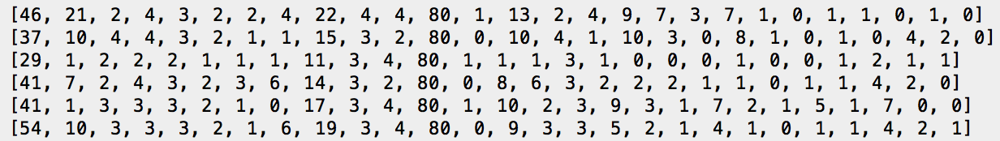 [46, 21, 2, 4, 3, 2, 2, 4, 22, 4, 4, 80, 1, 13, 2, 4, 9, 7, 3, 7, 1, 0, 1, 1, 0, 1, 0]
[37, 10, 4, 4, 3, 2, 1, 1, 15, 3, 2, 80, 0, 10, 4, 1, 10, 3, 0, 8, 1, 0, 1, 0, 4, 2, 0]
[29, 1, 2, 2, 2, 1, 1, 1, 11, 3, 4, 80, 1, 1, 1, 3, 1, 0, 0, 0, 1, 0, 0, 1, 2, 1, 1]
[41, 7, 2, 4, 3, 2, 3, 6, 14, 3, 2, 80, 0, 8, 6, 3, 2, 2, 2, 1, 1, 0, 1, 1, 4, 2, 0]
[41, 1, 3, 3, 3, 2, 1, 0, 17, 3, 4, 80, 1, 10, 2, 3, 9, 3, 1, 7, 2, 1, 5, 1, 7, 0, 0]
[54, 10, 3, 3, 3, 2, 1, 6, 19, 3, 4, 80, 0, 9, 3, 3, 5, 2, 1, 4, 1, 0, 1, 1, 4, 2, 1]